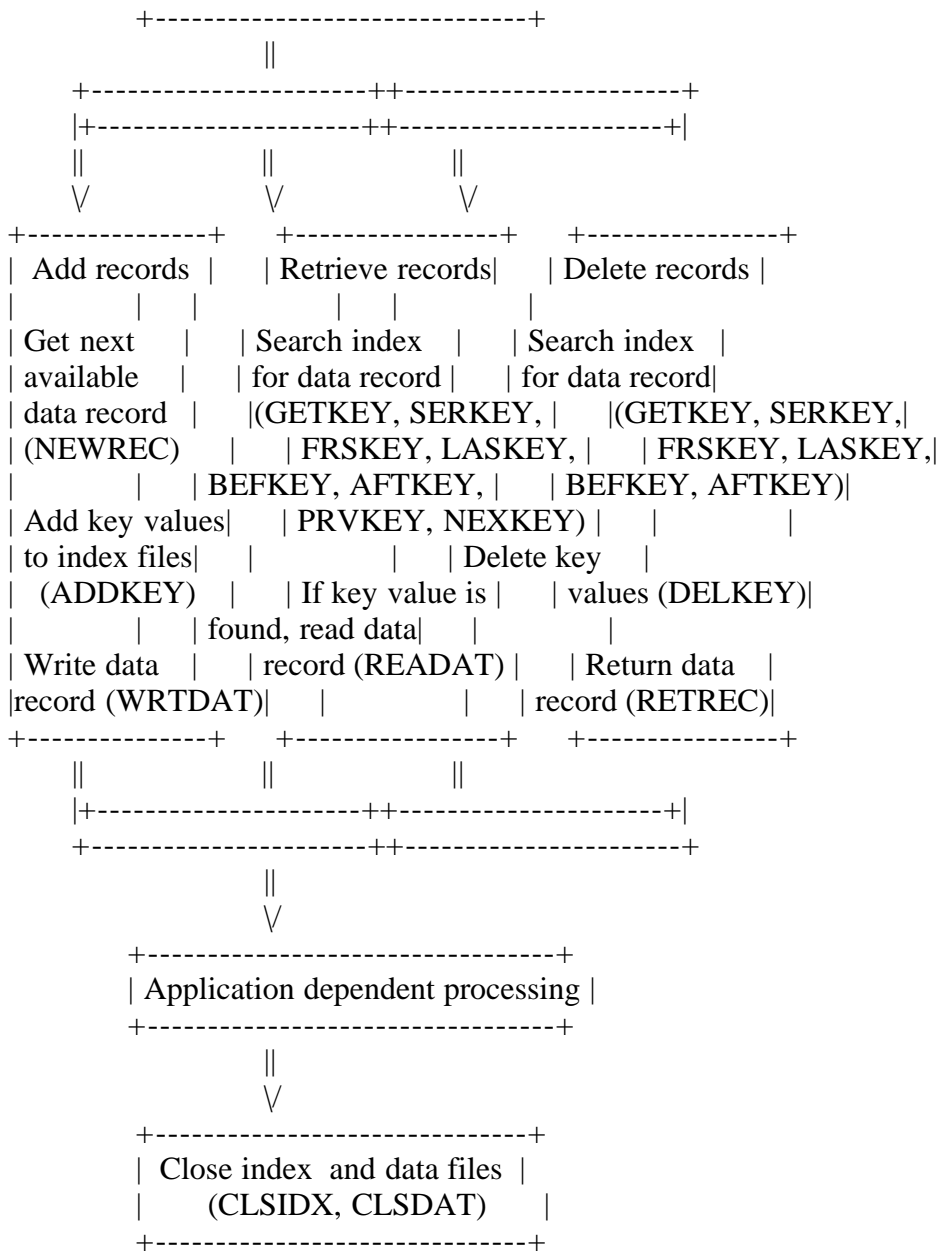 +-------------------------------+
||
+-----------------------++-----------------------+
|+----------------------++----------------------+|
|| || ||
\/ \/ \/
+---------------+ +-----------------+ +----------------+
| Add records | | Retrieve records| | Delete records |
| | | | | |
| Get next | | Search index | | Search index |
| available | | for data record | | for data record|
| data record | |(GETKEY, SERKEY, | |(GETKEY, SERKEY,|
| (NEWREC) | | FRSKEY, LASKEY, | | FRSKEY, LASKEY,|
| | | BEFKEY, AFTKEY, | | BEFKEY, AFTKEY)|
| Add key values| | PRVKEY, NEXKEY) | | |
| to index files| | | | Delete key |
| (ADDKEY) | | If key value is | | values (DELKEY)|
| | | found, read data| | |
| Write data | | record (READAT) | | Return data |
|record (WRTDAT)| | | | record (RETREC)|
+---------------+ +-----------------+ +----------------+
|| || ||
|+----------------------++----------------------+|
+-----------------------++-----------------------+
||
\/
+----------------------------------+
| Application dependent processing |
+----------------------------------+
||
\/
+-------------------------------+
| Close index and data files |
| (CLSIDX, CLSDAT) |
+-------------------------------+